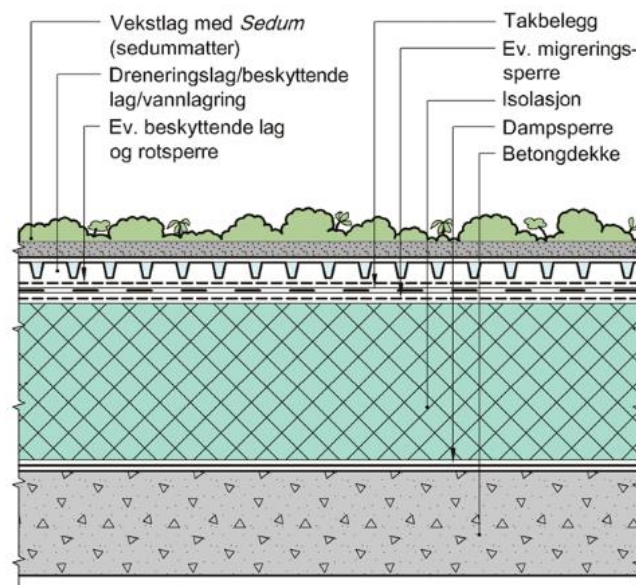 Vekstlag med Sedum
(sedummatter)
Dreneringslag/beskyttende
lag/vannlagring
Ev. beskyttende lag
og rotsperre
Takbelegg
Ev. migrerings-
sperre
Isolasjon
Dampsperre
Betongdekke